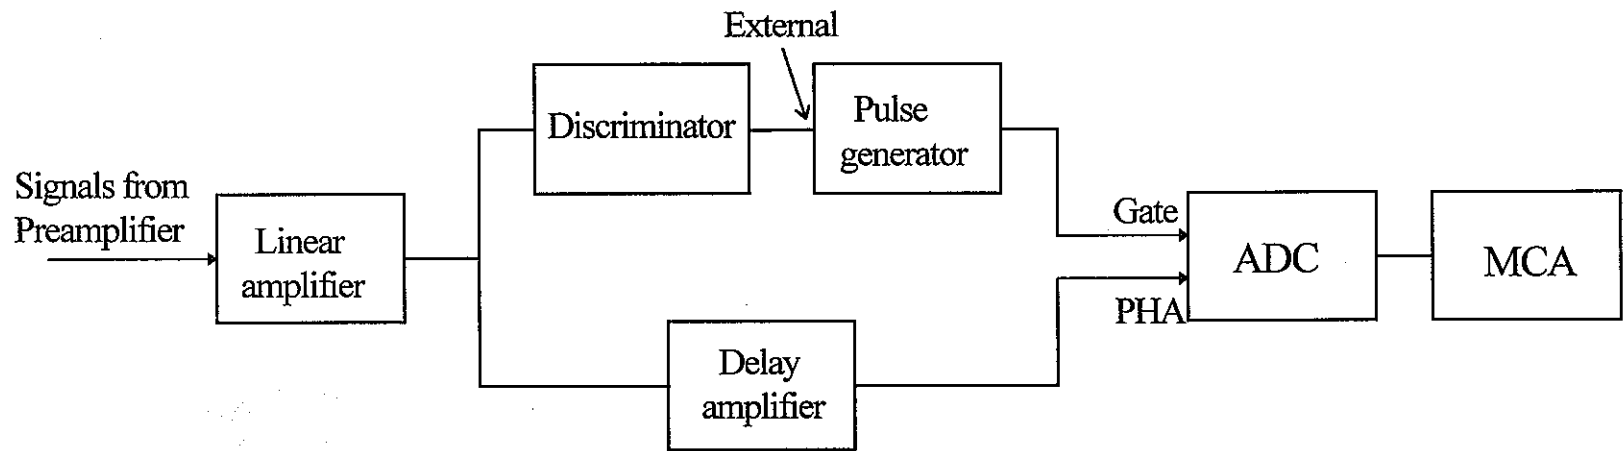 External
Discriminator
Pulse
generator
Signals from
Preamplifier
Linear
amplifier
Gate
ADC
MCA
PHA
Delay
amplifier